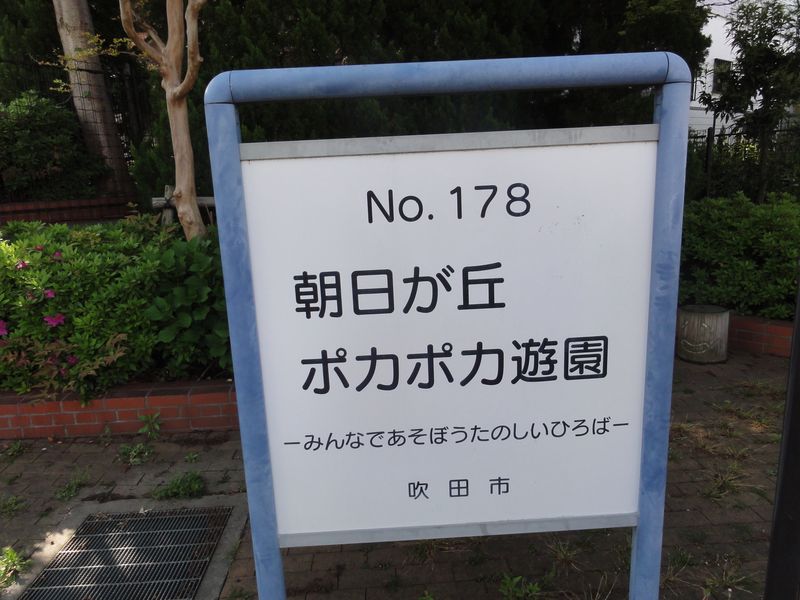 No. 178
朝日が丘
ポカポカ遊園
ーみんなであそぼうたのしいひろばー
吹田市